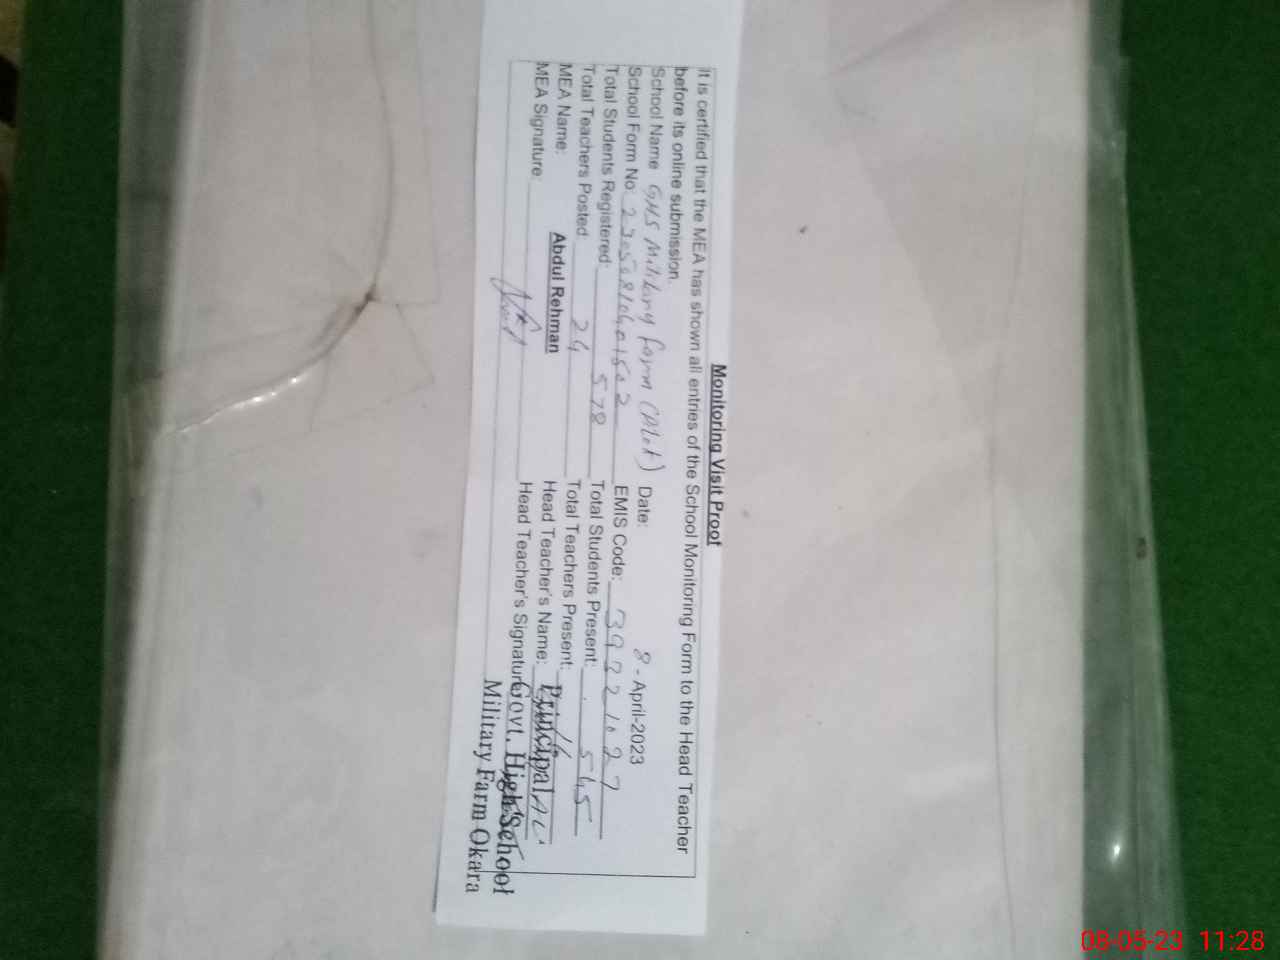 Monitoring Visit Proof
It is certified that the MEA has shown all entries of the School Monitoring Form to the Head Teacher
before its online submission.
School Name GHS Military Farm (Pilot) Date: 8 - April-2023
School Form No: EMIS Code: 39221027
Total Students Registered: 578 Total Students Present: 545
Total Teachers Posted: 24 Total Teachers Present:
MEA Name: Abdul Rehman Head Teacher's Name:
MEA Signature: Head Teacher's Signature:
Principal
Govt. High School
Military Farm Okara
08-05-23 11:28